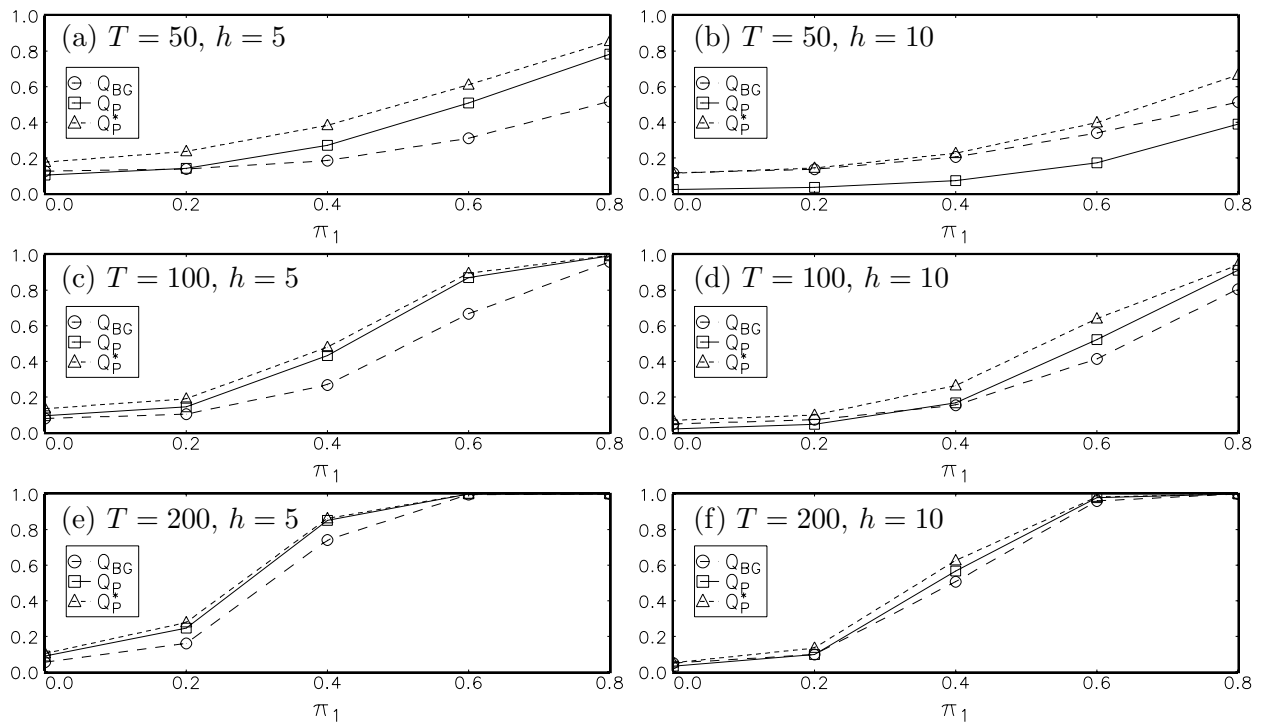 (a) T = 50, h = 5
1.0
0.8
0.6
0.4
0.2
0.0
Q_BG
Q_P
Q*_P
0.0 0.2 0.4 0.6 0.8
π_1
(b) T = 50, h = 10
1.0
0.8
0.6
0.4
0.2
0.0
Q_BG
Q_P
Q*_P
0.0 0.2 0.4 0.6 0.8
π_1
(c) T = 100, h = 5
1.0
0.8
0.6
0.4
0.2
0.0
Q_BG
Q_P
Q*_P
0.0 0.2 0.4 0.6 0.8
π_1
(d) T = 100, h = 10
1.0
0.8
0.6
0.4
0.2
0.0
Q_BG
Q_P
Q*_P
0.0 0.2 0.4 0.6 0.8
π_1
(e) T = 200, h = 5
1.0
0.8
0.6
0.4
0.2
0.0
Q_BG
Q_P
Q*_P
0.0 0.2 0.4 0.6 0.8
π_1
(f) T = 200, h = 10
1.0
0.8
0.6
0.4
0.2
0.0
Q_BG
Q_P
Q*_P
0.0 0.2 0.4 0.6 0.8
π_1